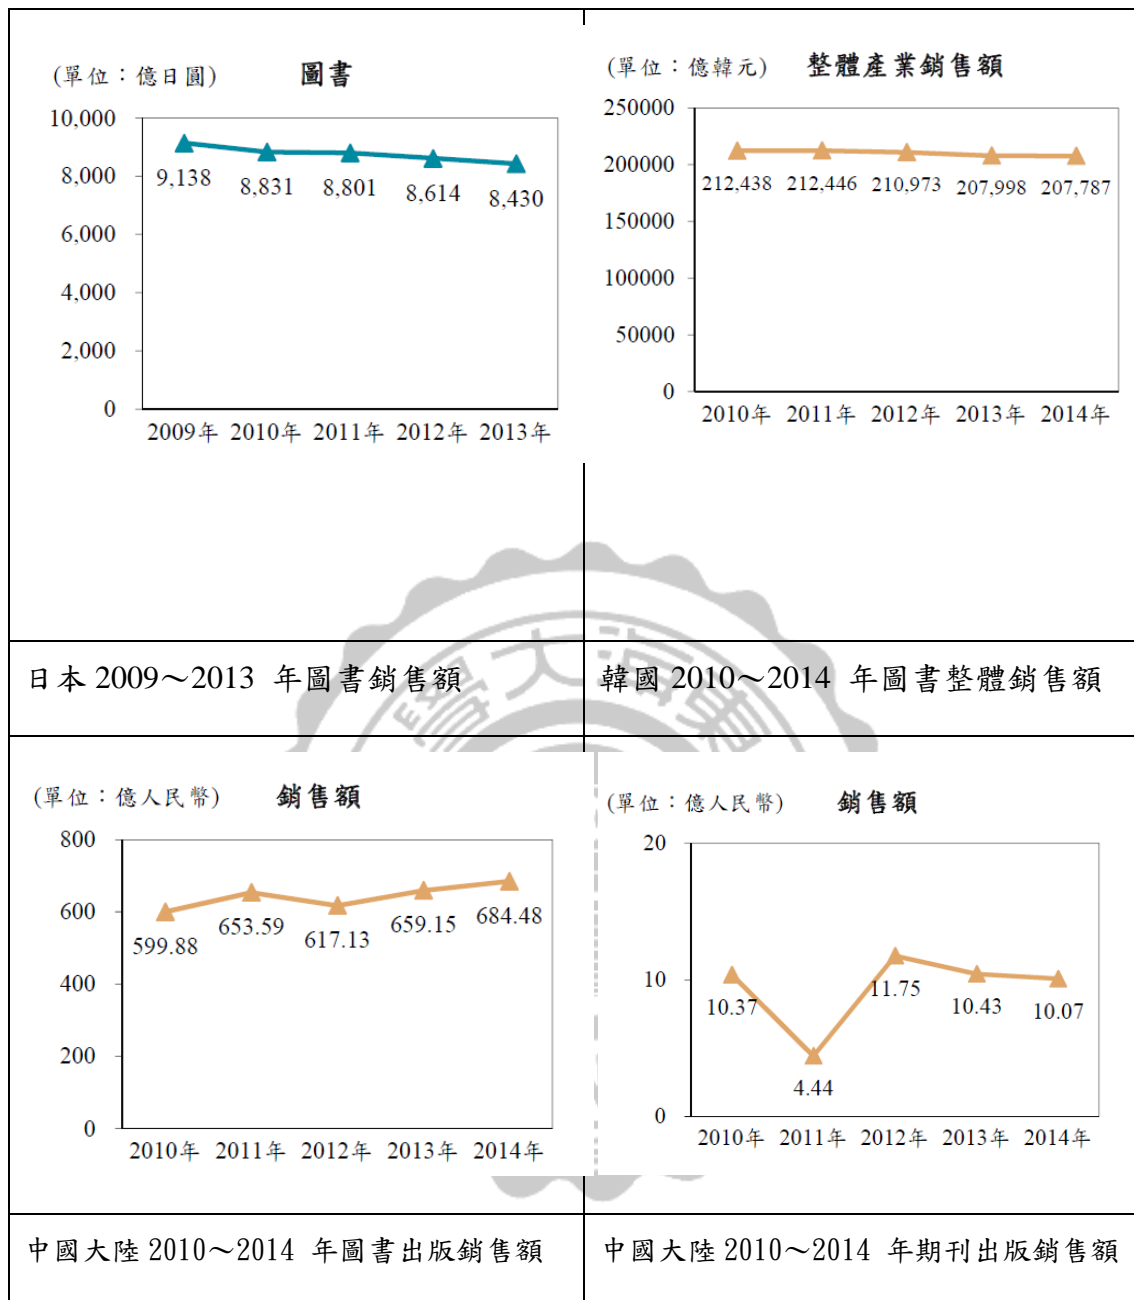 (單位：億日圓) 圖書
10,000
8,000
6,000
4,000
2,000
0
9,138 8,831 8,801 8,614 8,430
2009年 2010年 2011年 2012年 2013年
(單位：億韓元) 整體產業銷售額
250000
200000
150000
100000
50000
0
212,438 212,446 210,973 207,998 207,787
2010年 2011年 2012年 2013年 2014年
日本 2009～2013 年圖書銷售額
韓國 2010～2014 年圖書整體銷售額
(單位：億人民幣) 銷售額
800
600
400
200
0
599.88 653.59 617.13 659.15 684.48
2010年 2011年 2012年 2013年 2014年
(單位：億人民幣) 銷售額
20
10
0
10.37 4.44 11.75 10.43 10.07
2010年 2011年 2012年 2013年 2014年
中國大陸 2010～2014 年圖書出版銷售額
中國大陸 2010～2014 年期刊出版銷售額
學大海東